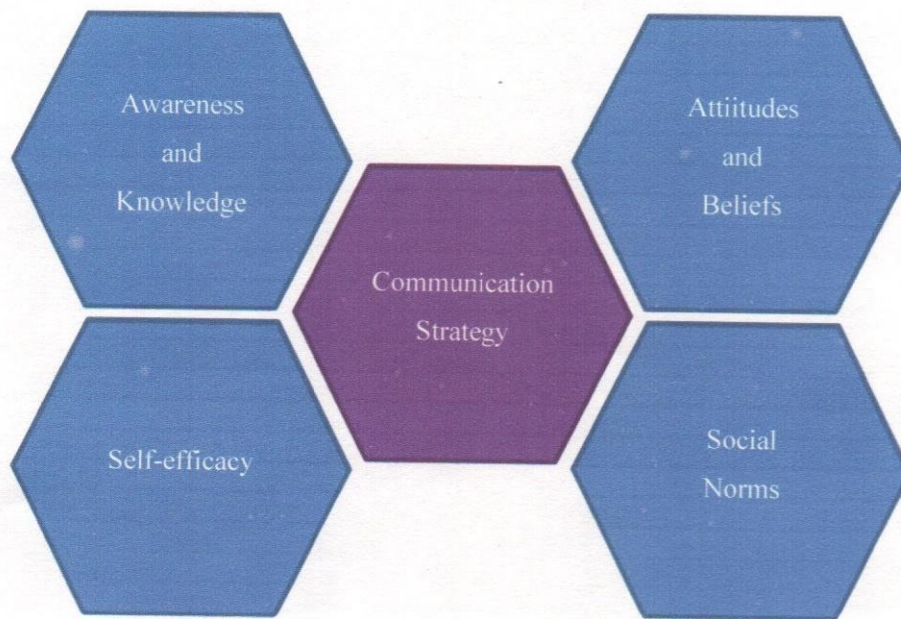 Awareness
and
Knowledge
Attiitudes
and
Beliefs
Communication
Strategy
Self-efficacy
Social
Norms